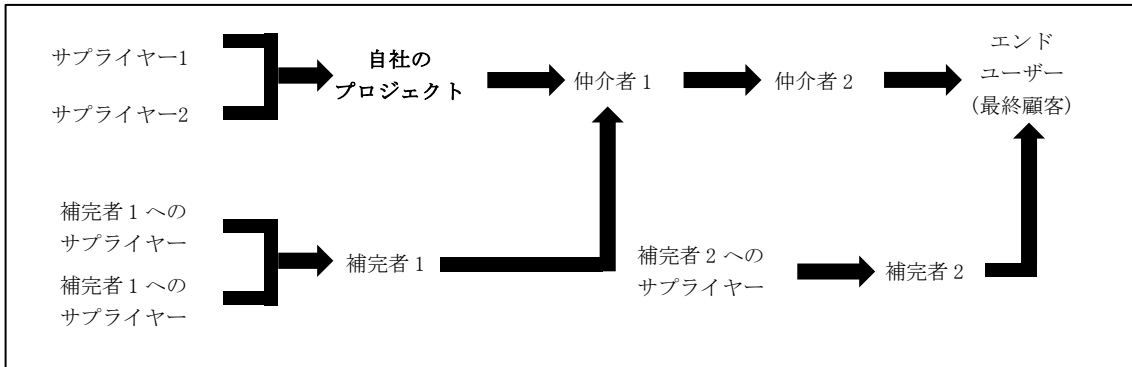 サプライヤー1
サプライヤー2
自社の
プロジェクト
仲介者 1
仲介者 2
エンド
ユーザー
(最終顧客)
補完者 1 への
サプライヤー
補完者 1 への
サプライヤー
補完者 1
補完者 2 への
サプライヤー
補完者 2